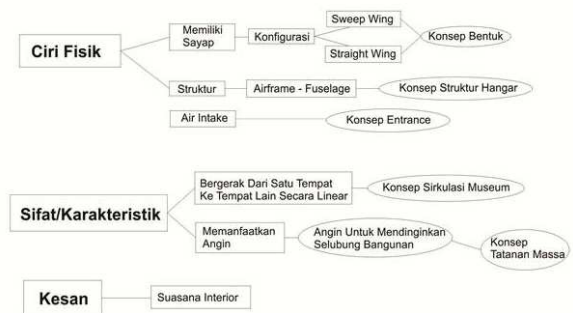 Ciri Fisik
Memiliki
Sayap
Konfigurasi
Sweep Wing
Straight Wing
Konsep Bentuk
Struktur
Airframe - Fuselage
Konsep Struktur Hangar
Air Intake
Konsep Entrance
Sifat/Karakteristik
Bergerak Dari Satu Tempat
Ke Tempat Lain Secara Linear
Konsep Sirkulasi Museum
Memanfaatkan
Angin
Angin Untuk Mendinginkan
Selubung Bangunan
Konsep
Tatanan Massa
Kesan
Suasana Interior